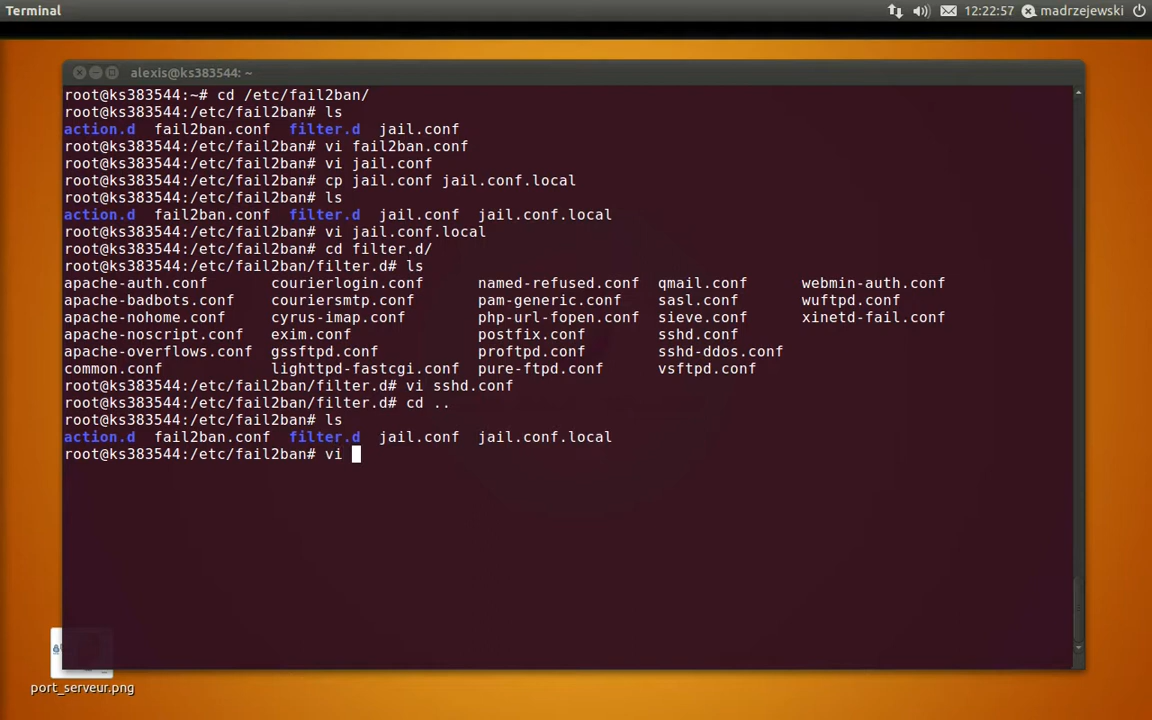 Terminal
12:22:57
madrzejewski
alexis@ks383544: ~
root@ks383544:~# cd /etc/fail2ban/
root@ks383544:/etc/fail2ban# ls
action.d  fail2ban.conf  filter.d  jail.conf
root@ks383544:/etc/fail2ban# vi fail2ban.conf
root@ks383544:/etc/fail2ban# vi jail.conf
root@ks383544:/etc/fail2ban# cp jail.conf jail.conf.local
root@ks383544:/etc/fail2ban# ls
action.d  fail2ban.conf  filter.d  jail.conf  jail.conf.local
root@ks383544:/etc/fail2ban# vi jail.conf.local
root@ks383544:/etc/fail2ban# cd filter.d/
root@ks383544:/etc/fail2ban/filter.d# ls
apache-auth.conf       courierlogin.conf      named-refused.conf  qmail.conf      webmin-auth.conf
apache-badbots.conf    couriersmtp.conf       pam-generic.conf    sasl.conf       wuftpd.conf
apache-nohome.conf     cyrus-imap.conf        php-url-fopen.conf  sieve.conf      xinetd-fail.conf
apache-noscript.conf   exim.conf              postfix.conf        sshd.conf
apache-overflows.conf  gssftpd.conf           proftpd.conf        sshd-ddos.conf
common.conf            lighttpd-fastcgi.conf  pure-ftpd.conf      vsftpd.conf
root@ks383544:/etc/fail2ban/filter.d# vi sshd.conf
root@ks383544:/etc/fail2ban/filter.d# cd ..
root@ks383544:/etc/fail2ban# ls
action.d  fail2ban.conf  filter.d  jail.conf  jail.conf.local
root@ks383544:/etc/fail2ban# vi
port_serveur.png